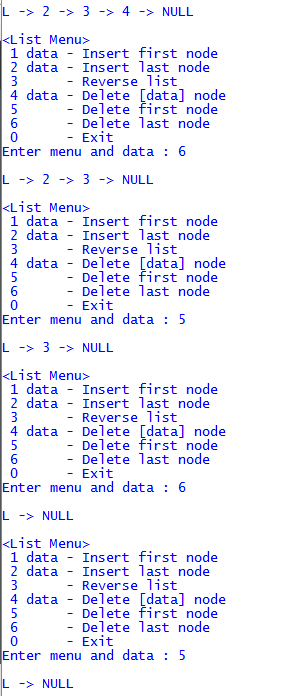 L -> 2 -> 3 -> 4 -> NULL
<List Menu>
1 data - Insert first node
2 data - Insert last node
3      - Reverse list
4 data - Delete [data] node
5      - Delete first node
6      - Delete last node
0      - Exit
Enter menu and data : 6
L -> 2 -> 3 -> NULL
<List Menu>
1 data - Insert first node
2 data - Insert last node
3      - Reverse list
4 data - Delete [data] node
5      - Delete first node
6      - Delete last node
0      - Exit
Enter menu and data : 5
L -> 3 -> NULL
<List Menu>
1 data - Insert first node
2 data - Insert last node
3      - Reverse list
4 data - Delete [data] node
5      - Delete first node
6      - Delete last node
0      - Exit
Enter menu and data : 6
L -> NULL
<List Menu>
1 data - Insert first node
2 data - Insert last node
3      - Reverse list
4 data - Delete [data] node
5      - Delete first node
6      - Delete last node
0      - Exit
Enter menu and data : 5
L -> NULL